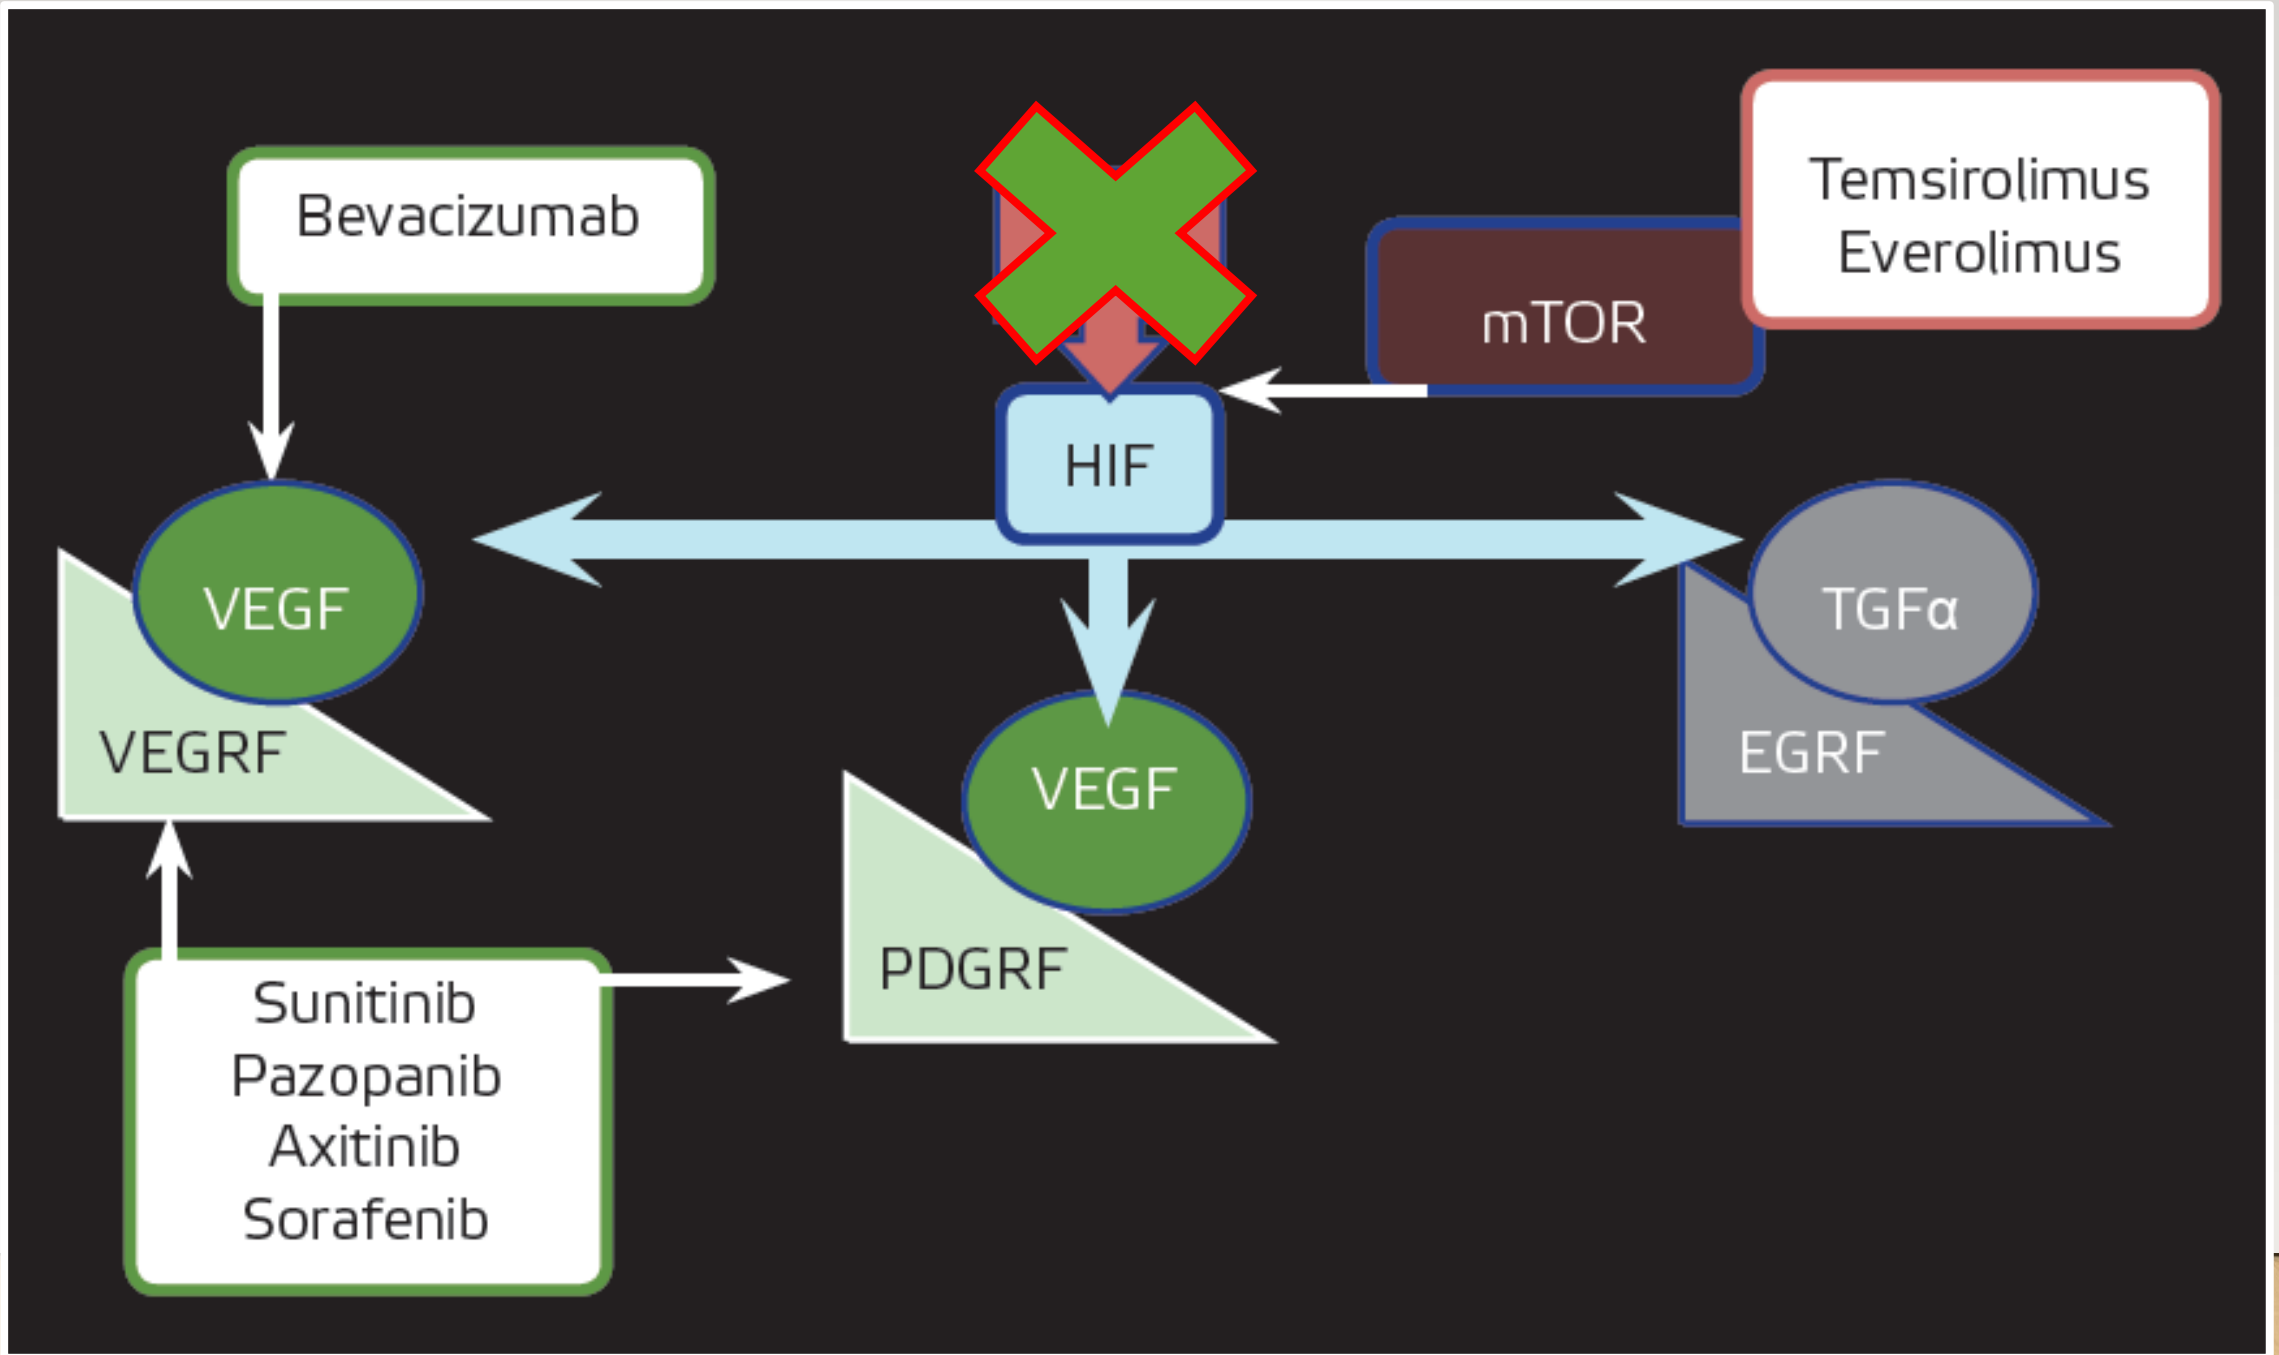 Bevacizumab
Temsirolimus
Everolimus
mTOR
HIF
VEGF
VEGRF
TGFα
EGRF
VEGF
PDGRF
Sunitinib
Pazopanib
Axitinib
Sorafenib